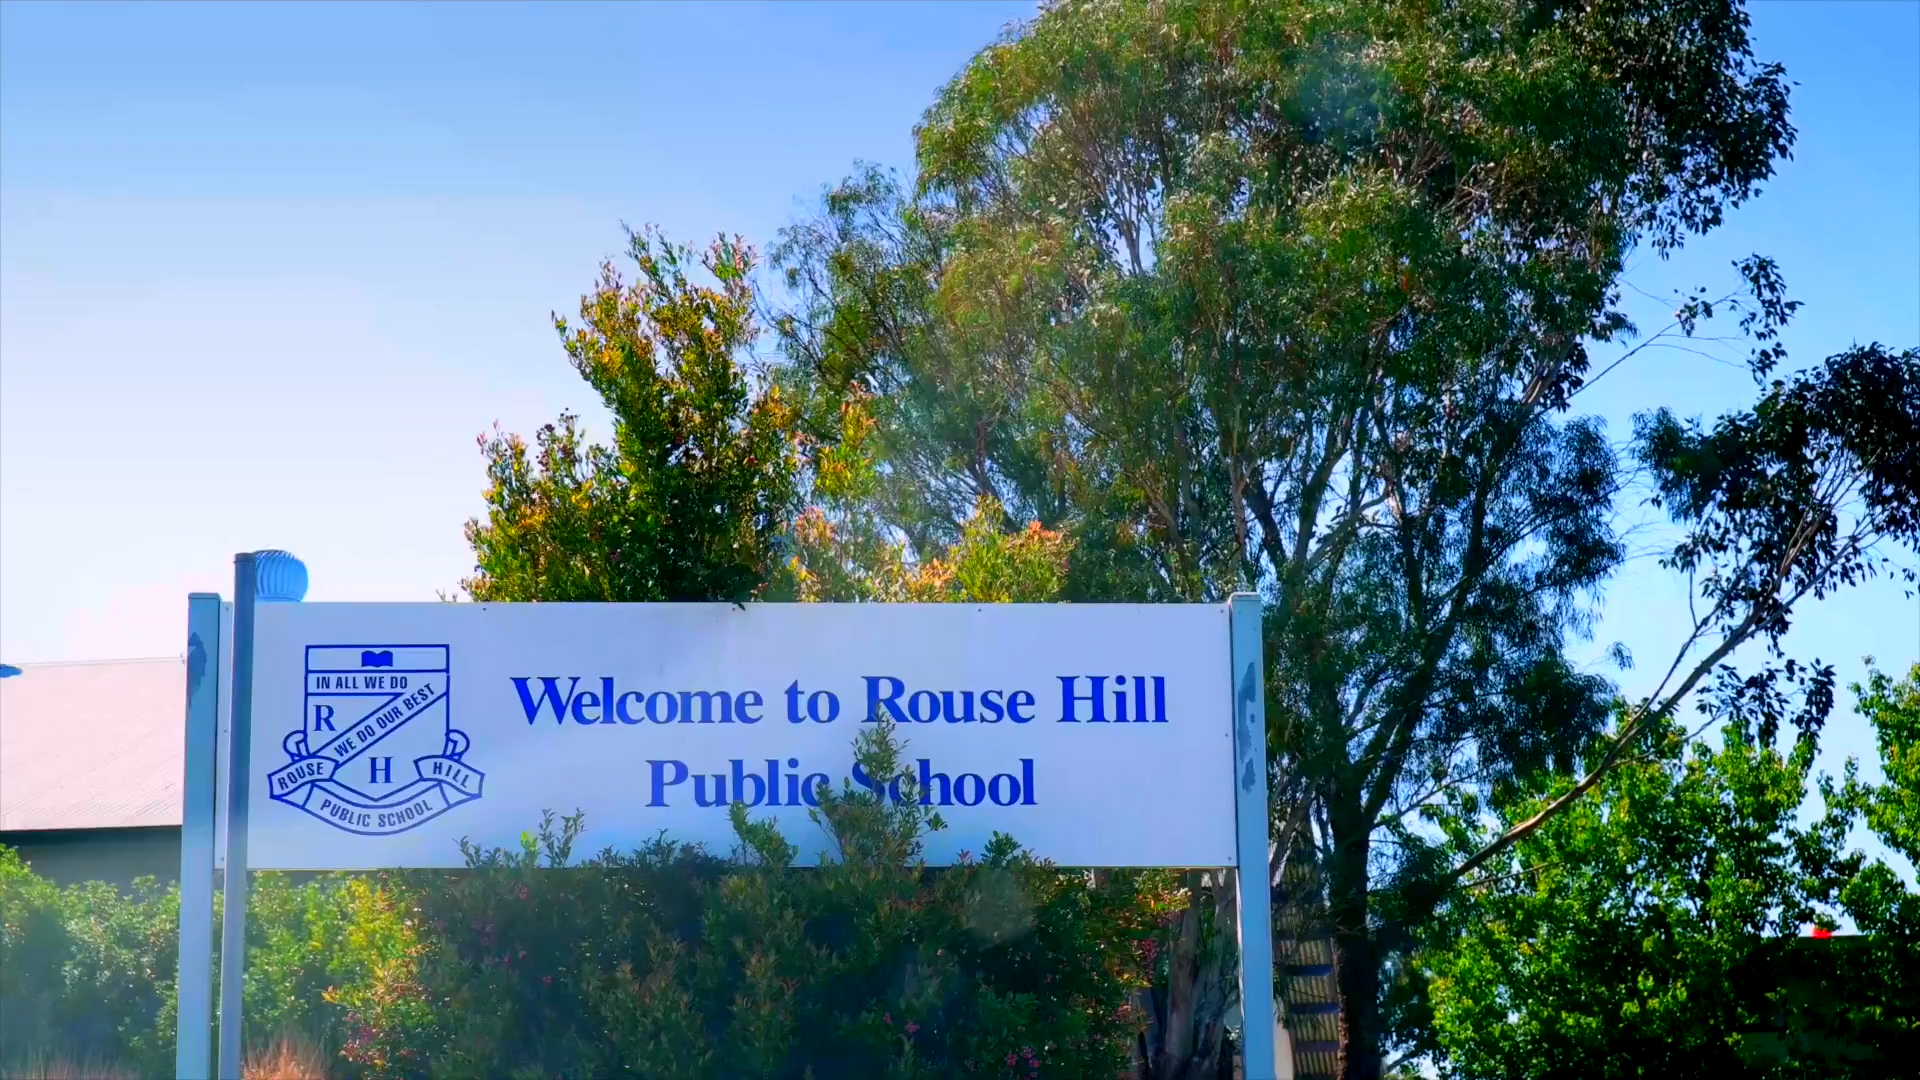 IN ALL WE DO
WE DO OUR BEST
R
H
ROUSE HILL
PUBLIC SCHOOL
Welcome to Rouse Hill
Public School